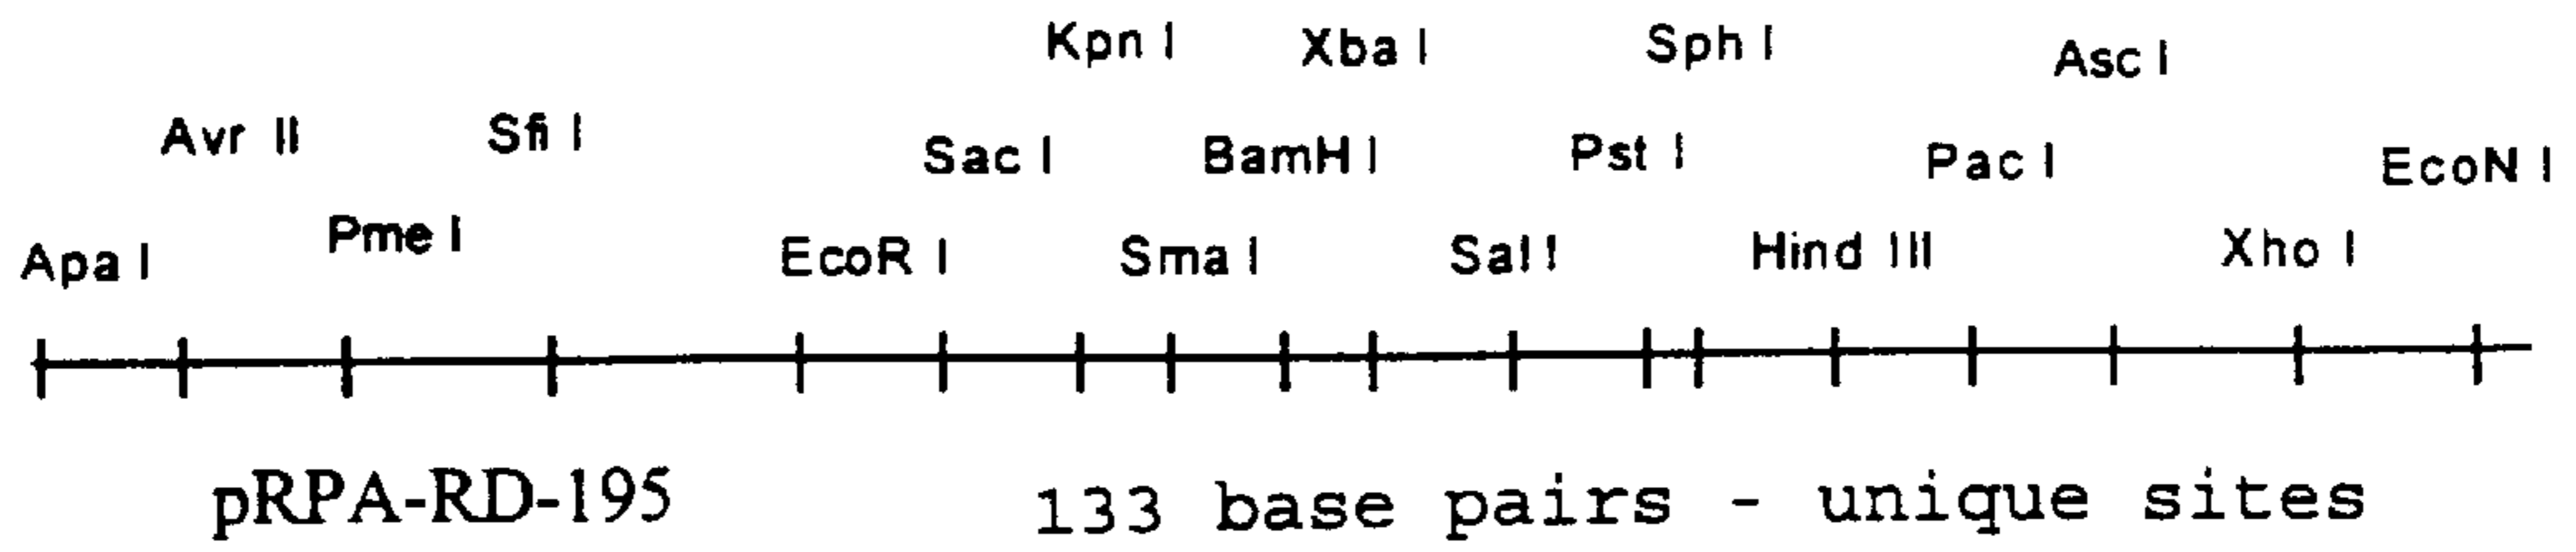 Kpn I Xba I Sph I Asc I
Avr II Sfi I Sac I BamH I Pst I Pac I EcoN I
Apa I Pme I EcoR I Sma I Sal I Hind III Xho I
pRPA-RD-195 133 base pairs - unique sites